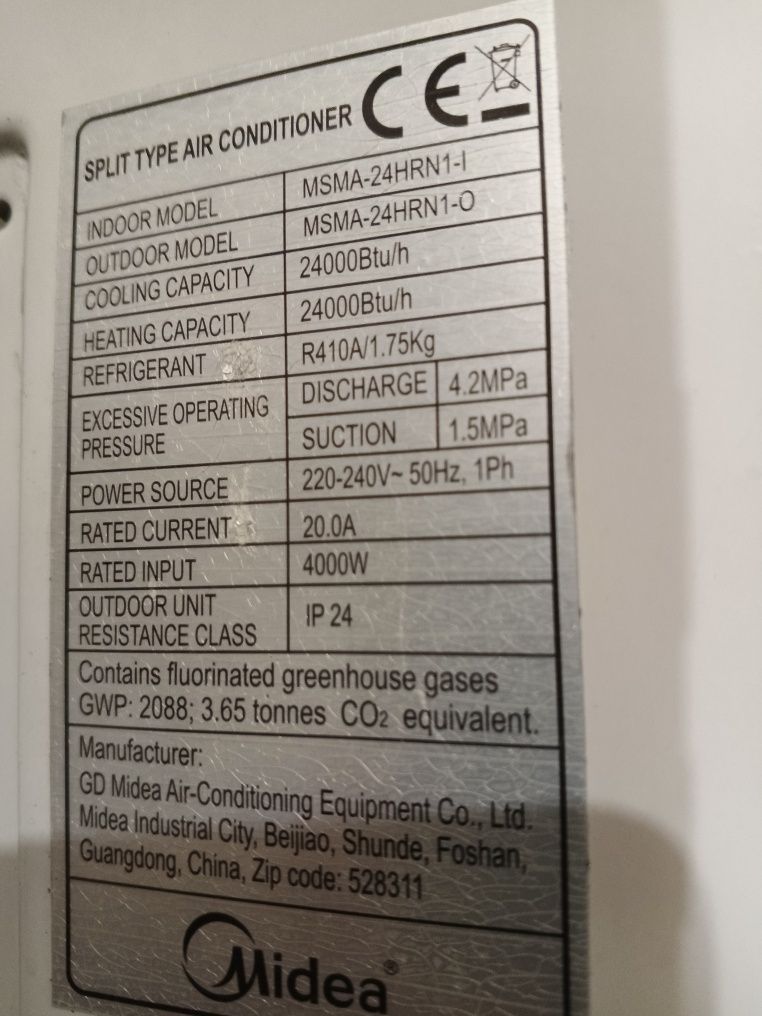 SPLIT TYPE AIR CONDITIONER CE
INDOOR MODEL MSMA-24HRN1-I
OUTDOOR MODEL MSMA-24HRN1-O
COOLING CAPACITY 24000Btu/h
HEATING CAPACITY 24000Btu/h
REFRIGERANT R410A/1.75Kg
EXCESSIVE OPERATING PRESSURE DISCHARGE 4.2MPa
SUCTION 1.5MPa
POWER SOURCE 220-240V~ 50Hz, 1Ph
RATED CURRENT 20.0A
RATED INPUT 4000W
OUTDOOR UNIT
RESISTANCE CLASS IP 24
Contains fluorinated greenhouse gases
GWP: 2088; 3.65 tonnes CO₂ equivalent.
Manufacturer:
GD Midea Air-Conditioning Equipment Co., Ltd.
Midea Industrial City, Beijiao, Shunde, Foshan,
Guangdong, China, Zip code: 528311
Midea®